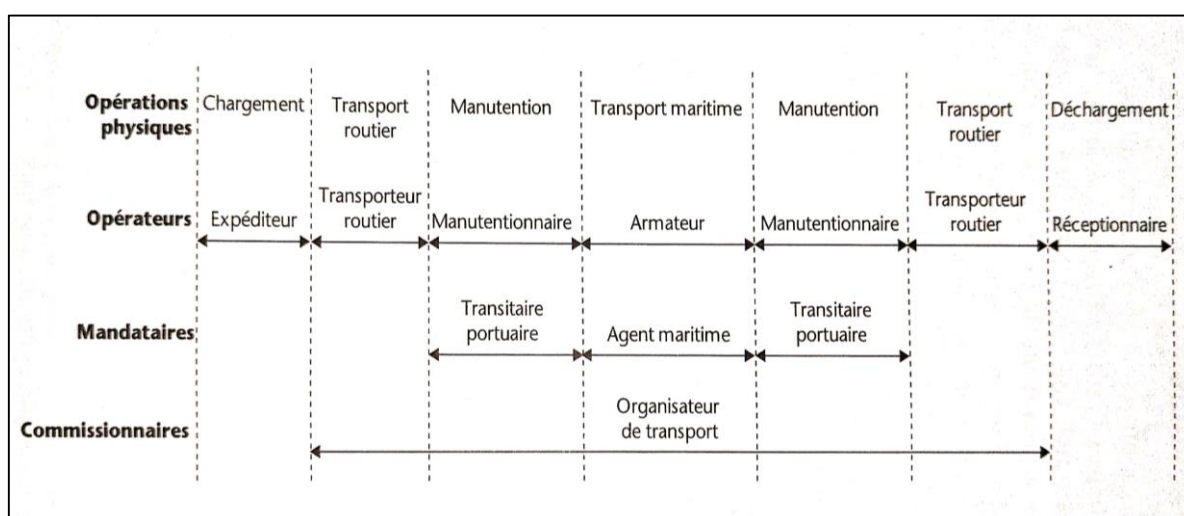 Opérations physiques
Chargement
Transport routier
Manutention
Transport maritime
Manutention
Transport routier
Déchargement
Opérateurs
Expéditeur
Transporteur routier
Manutentionnaire
Armateur
Manutentionnaire
Transporteur routier
Réceptionnaire
Mandataires
Transitaire portuaire
Agent maritime
Transitaire portuaire
Commissionnaires
Organisateur de transport